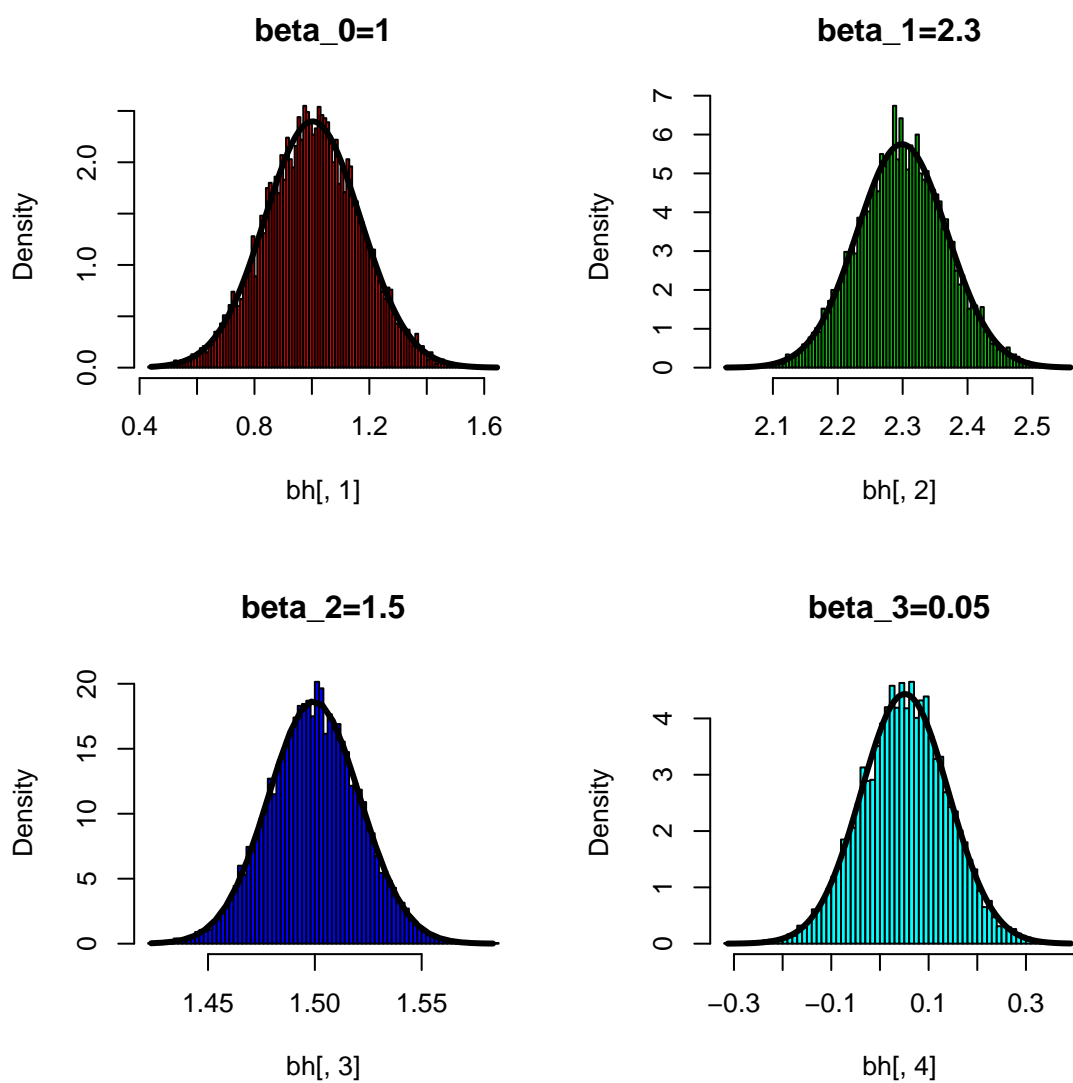 beta_0=1
Density
0.0 1.0 2.0
0.4 0.8 1.2 1.6
bh[, 1]
beta_1=2.3
Density
0 1 2 3 4 5 6 7
2.1 2.2 2.3 2.4 2.5
bh[, 2]
beta_2=1.5
Density
0 5 10 15 20
1.45 1.50 1.55
bh[, 3]
beta_3=0.05
Density
0 1 2 3 4
−0.3 −0.1 0.1 0.3
bh[, 4]